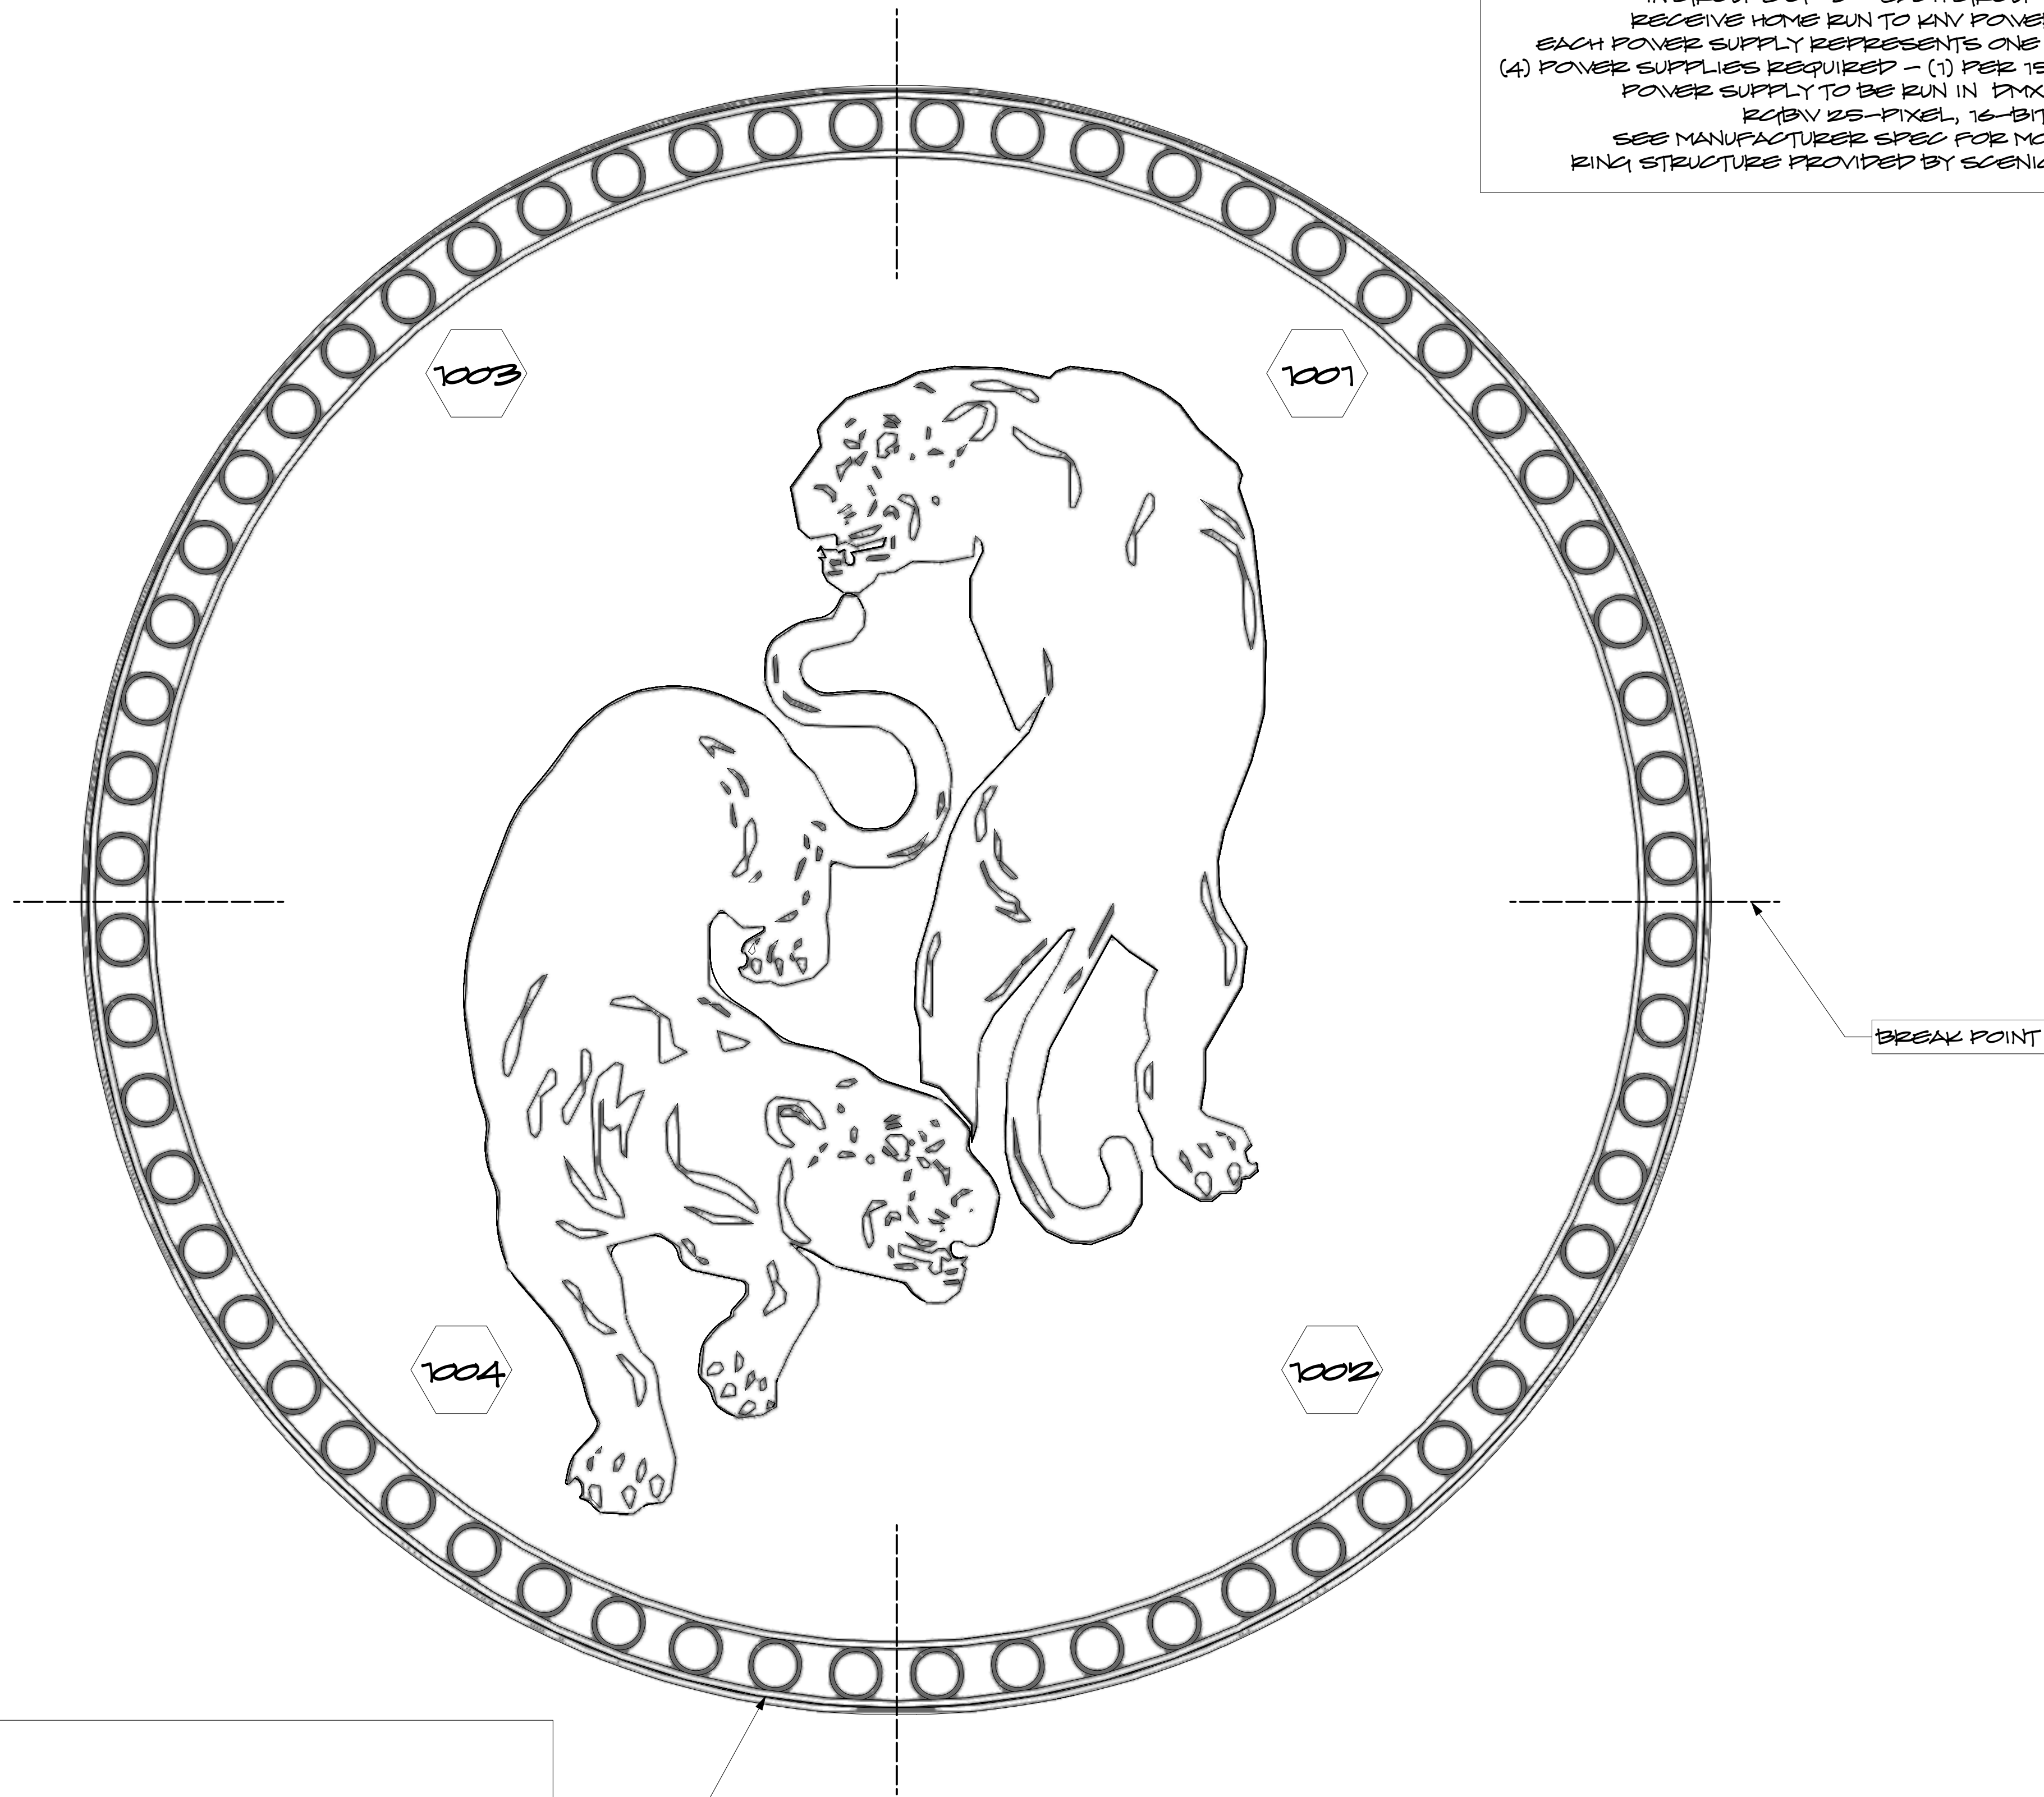 RECEIVE HOME RUN TO KNV POWE
EACH POWER SUPPLY REPRESENTS ONE
(4) POWER SUPPLIES REQUIRED - (1) PER 15
POWER SUPPLY TO BE RUN IN DMX
RGBW 25-PIXEL, 16-BIT
SEE MANUFACTURER SPEC FOR MO
RING STRUCTURE PROVIDED BY SCENIC
1003
1001
BREAK POINT
1004
1002